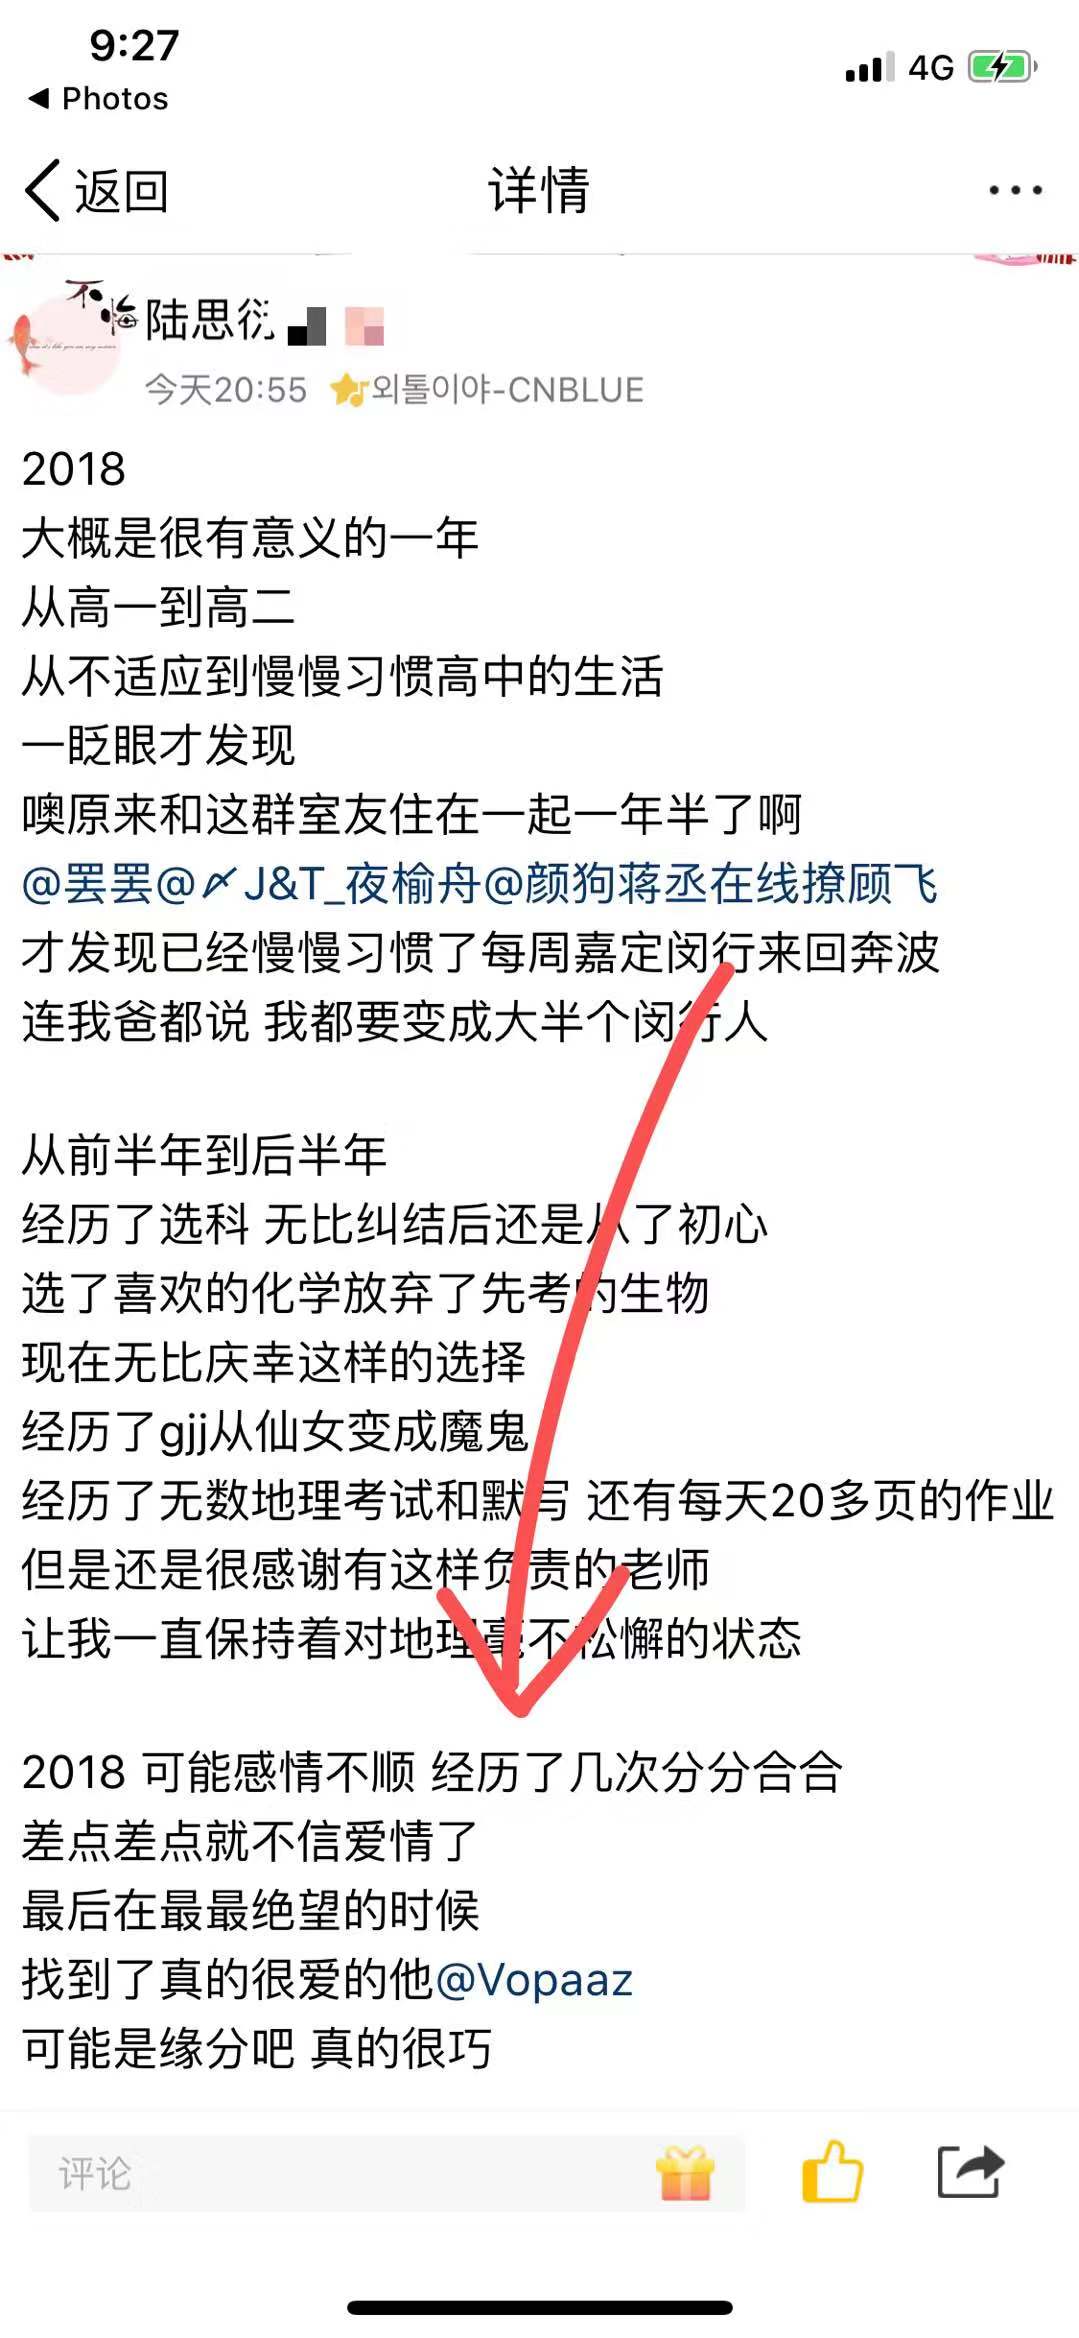 9:27
4G
◀ Photos
返回
详情
不悔
陆思衍
今天20:55 외톨이야-CNBLUE
2018
大概是很有意义的一年
从高一到高二
从不适应到慢慢习惯高中的生活
一眨眼才发现
噢原来和这群室友住在一起一年半了啊
@罢罢@〆J&T_夜榆舟@颜狗蒋丞在线撩顾飞
才发现已经慢慢习惯了每周嘉定闵行来回奔波
连我爸都说 我都要变成大半个闵行人
从前半年到后半年
经历了选科 无比纠结后还是从了初心
选了喜欢的化学放弃了先考的生物
现在无比庆幸这样的选择
经历了gjj从仙女变成魔鬼
经历了无数地理考试和默写 还有每天20多页的作业
但是还是很感谢有这样负责的老师
让我一直保持着对地理毫不松懈的状态
2018 可能感情不顺 经历了几次分分合合
差点差点就不信爱情了
最后在最最绝望的时候
找到了真的很爱的他@Vopaaz
可能是缘分吧 真的很巧
评论